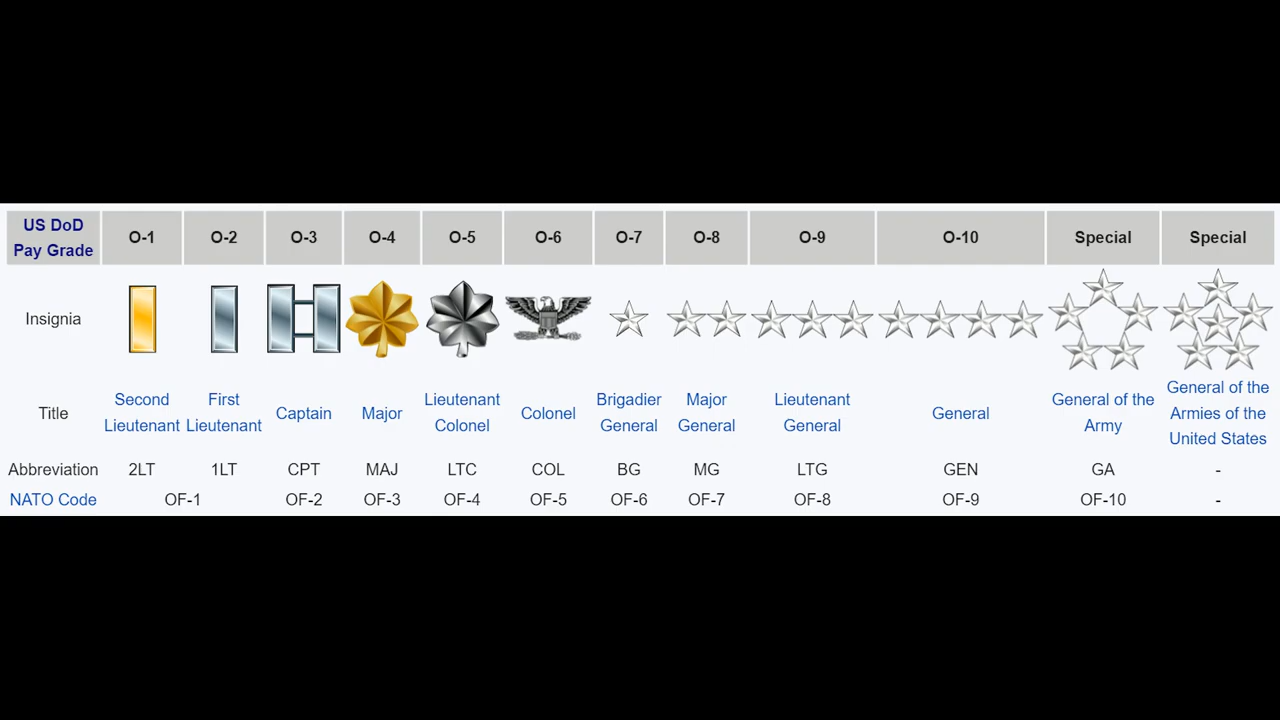 US DoD
Pay Grade O-1 O-2 O-3 O-4 O-5 O-6 O-7 O-8 O-9 O-10 Special Special
Insignia
Title Second Lieutenant First Lieutenant Captain Major Lieutenant Colonel Colonel Brigadier General Major General Lieutenant General General General of the Army General of the Armies of the United States
Abbreviation 2LT 1LT CPT MAJ LTC COL BG MG LTG GEN GA -
NATO Code OF-1 OF-2 OF-3 OF-4 OF-5 OF-6 OF-7 OF-8 OF-9 OF-10 -